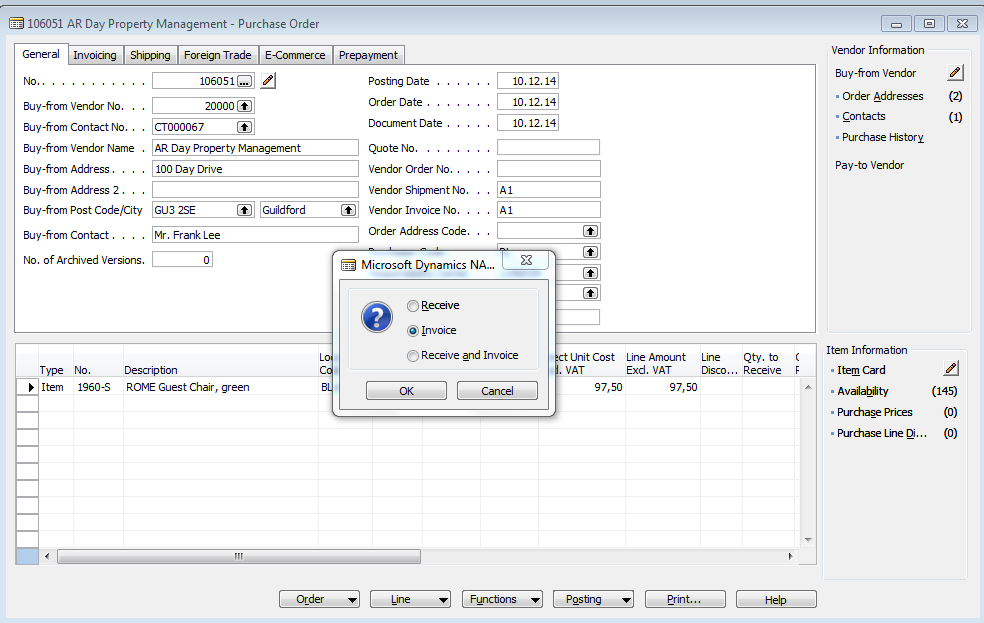 106051 AR Day Property Management - Purchase Order
General Invoicing Shipping Foreign Trade E-Commerce Prepayment
No. 106051 Posting Date 10.12.14
Buy-from Vendor No. 20000 Order Date 10.12.14
Buy-from Contact No. CT000067 Document Date 10.12.14
Buy-from Vendor Name AR Day Property Management Quote No.
Buy-from Address 100 Day Drive Vendor Order No.
Buy-from Address 2 Vendor Shipment No. A1
Buy-from Post Code/City GU3 2SE Guildford Vendor Invoice No. A1
Order Address Code
Buy-from Contact Mr. Frank Lee
No. of Archived Versions. 0
Vendor Information
Buy-from Vendor
Order Addresses (2)
Contacts (1)
Purchase History
Pay-to Vendor
Microsoft Dynamics NA...
Receive
Invoice
Receive and Invoice
OK Cancel
Type No. Description Lo Co ect Unit Cost l. VAT Line Amount Excl. VAT Line Disco... Qty. to Receive
Item 1960-S ROME Guest Chair, green BL 97,50 97,50
Item Information
Item Card
Availability (145)
Purchase Prices (0)
Purchase Line Di... (0)
Order Line Functions Posting Print... Help